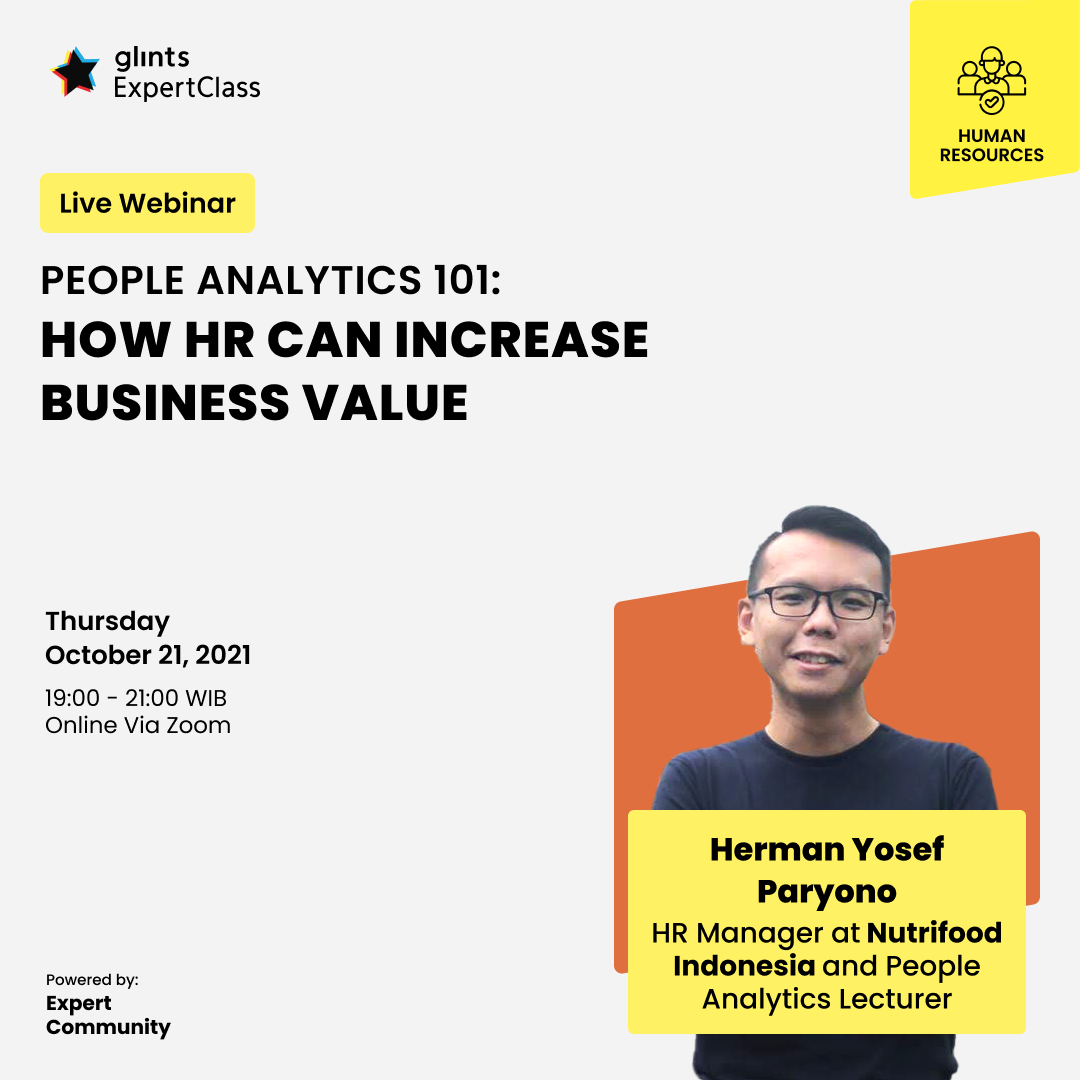 glints
ExpertClass
HUMAN
RESOURCES
Live Webinar
PEOPLE ANALYTICS 101:
HOW HR CAN INCREASE
BUSINESS VALUE
Thursday
October 21, 2021
19:00 - 21:00 WIB
Online Via Zoom
Herman Yosef
Paryono
HR Manager at Nutrifood
Indonesia and People
Analytics Lecturer
Powered by:
Expert
Community